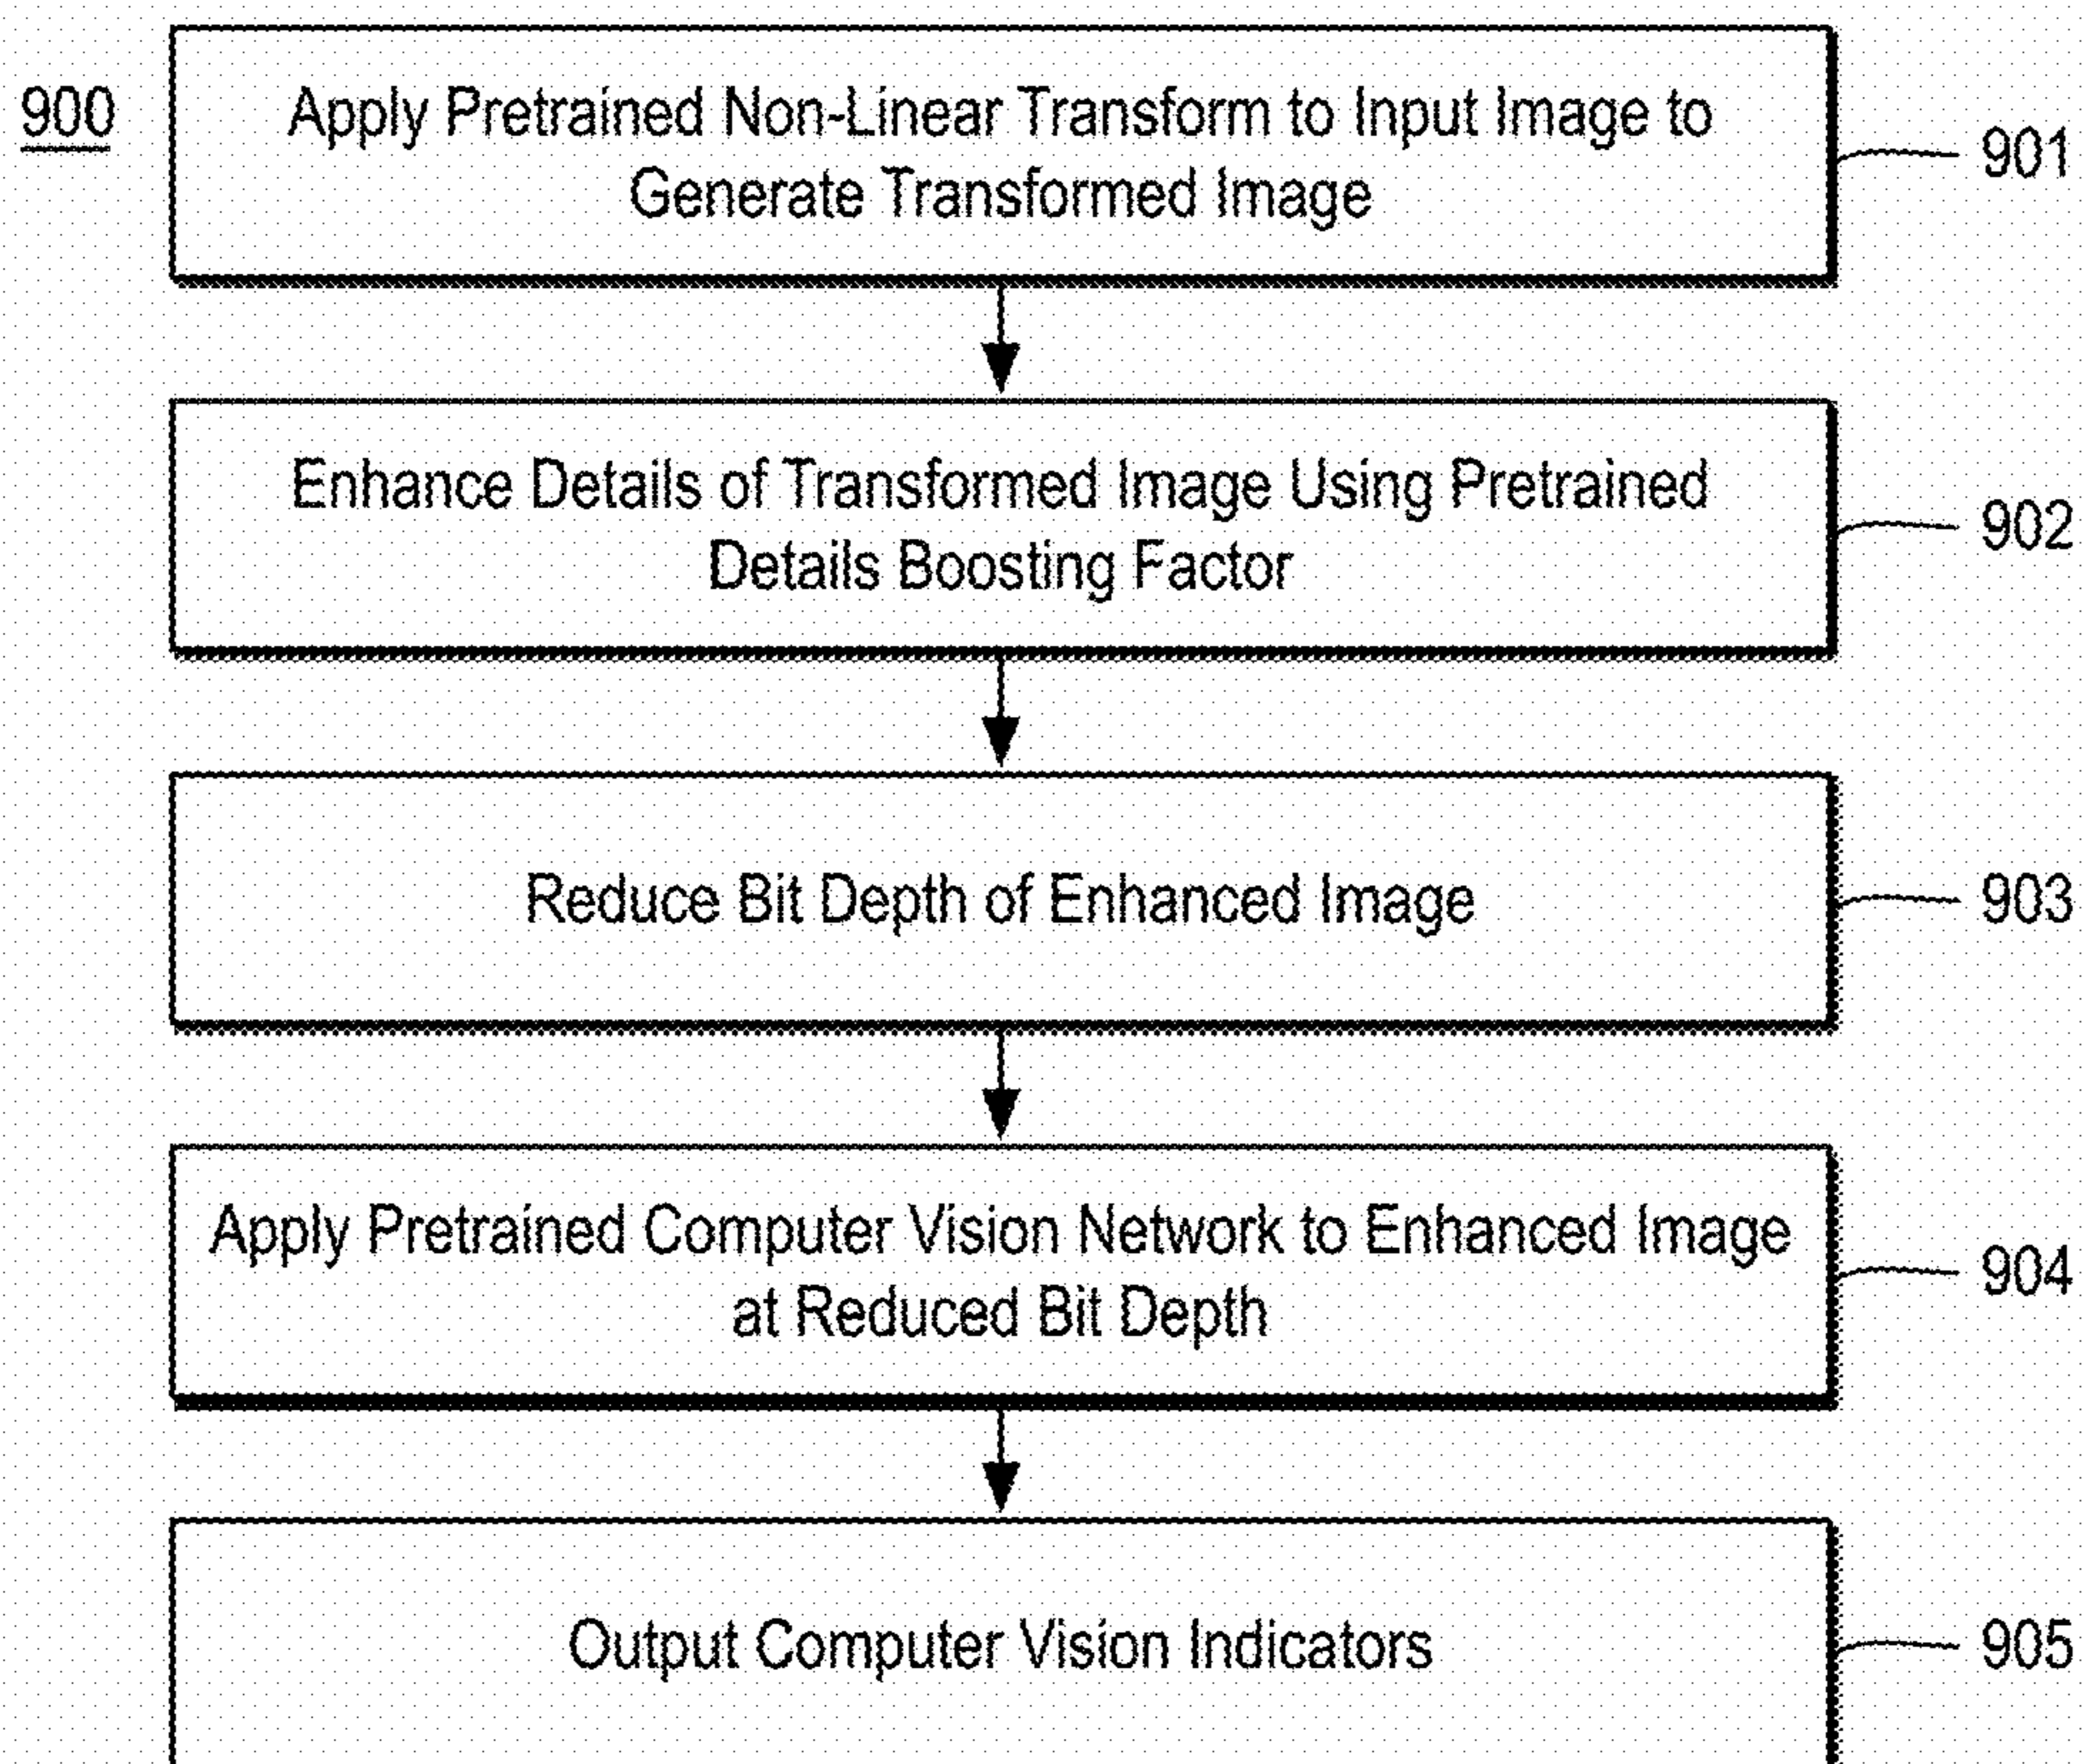 900
Apply Pretrained Non-Linear Transform to Input Image to
Generate Transformed Image
901
Enhance Details of Transformed Image Using Pretrained
Details Boosting Factor
902
Reduce Bit Depth of Enhanced Image
903
Apply Pretrained Computer Vision Network to Enhanced Image
at Reduced Bit Depth
904
Output Computer Vision Indicators
905